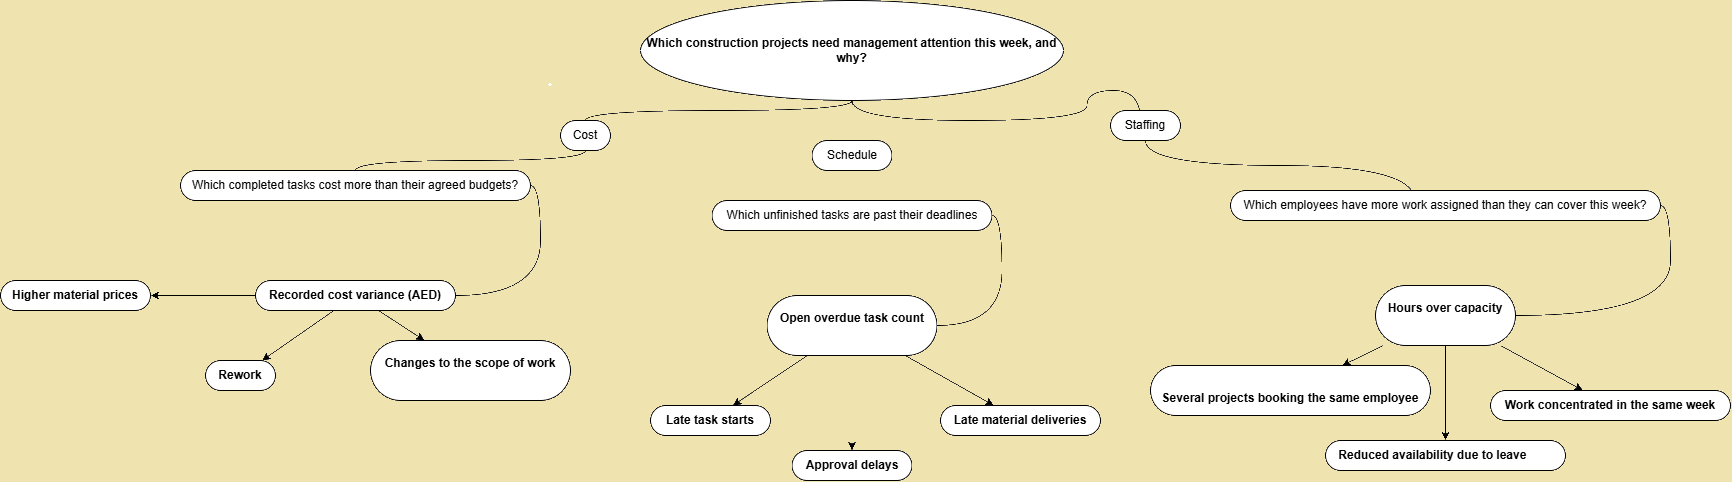 Which construction projects need management attention this week, and
why?
Cost
Schedule
Staffing
Which completed tasks cost more than their agreed budgets?
Which unfinished tasks are past their deadlines
Which employees have more work assigned than they can cover this week?
Higher material prices
Recorded cost variance (AED)
Rework
Changes to the scope of work
Open overdue task count
Late task starts
Late material deliveries
Approval delays
Hours over capacity
Several projects booking the same employee
Work concentrated in the same week
Reduced availability due to leave